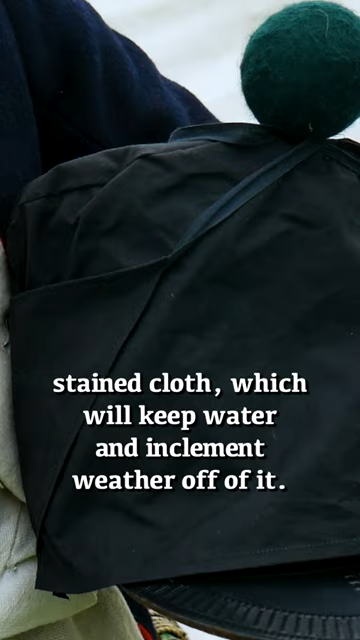 stained cloth, which
will keep water
and inclement
weather off of it.